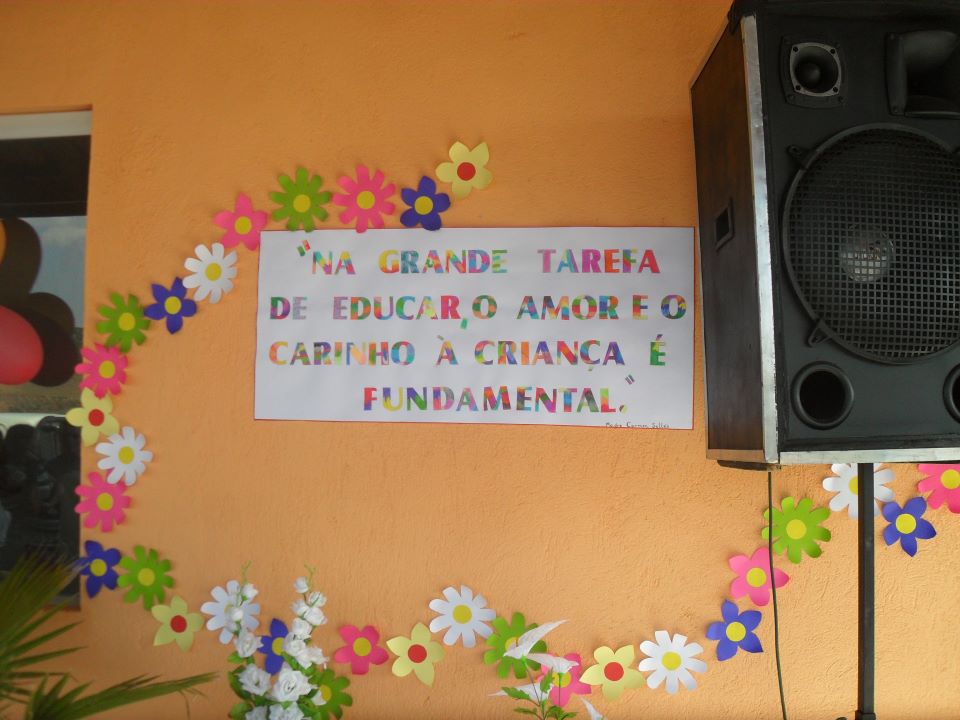 "NA GRANDE TAREFA
DE EDUCAR, O AMOR E O
CARINHO À CRIANÇA É
FUNDAMENTAL."